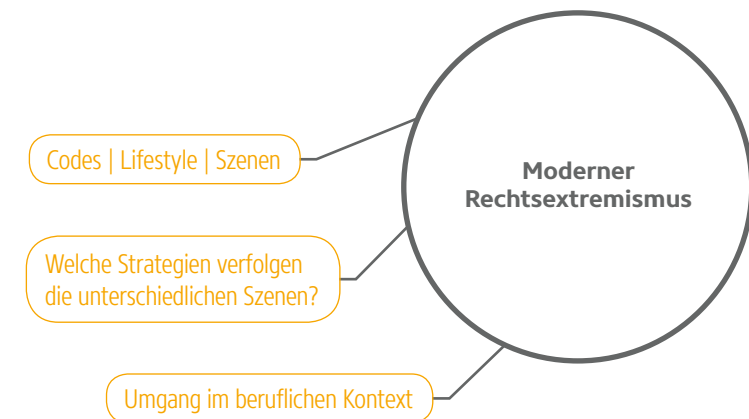 Moderner
Rechtsextremismus
Codes | Lifestyle | Szenen
Welche Strategien verfolgen
die unterschiedlichen Szenen?
Umgang im beruflichen Kontext